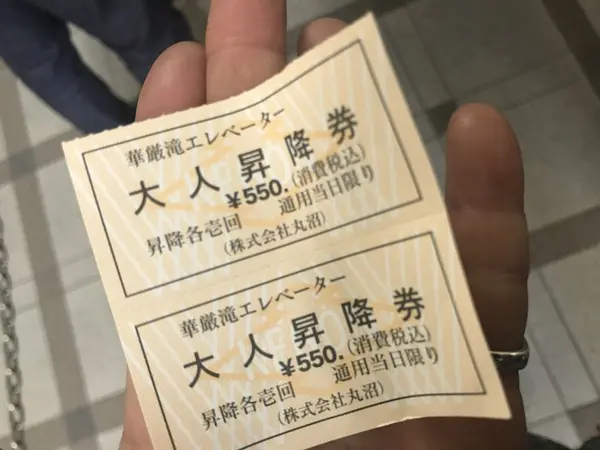 華厳滝エレベーター
大人昇降券
¥550.(消費税込)
昇降各壱回 通用当日限り
(株式会社丸沼)
華厳滝エレベーター
大人昇降券
¥550.(消費税込)
昇降各壱回 通用当日限り
(株式会社丸沼)